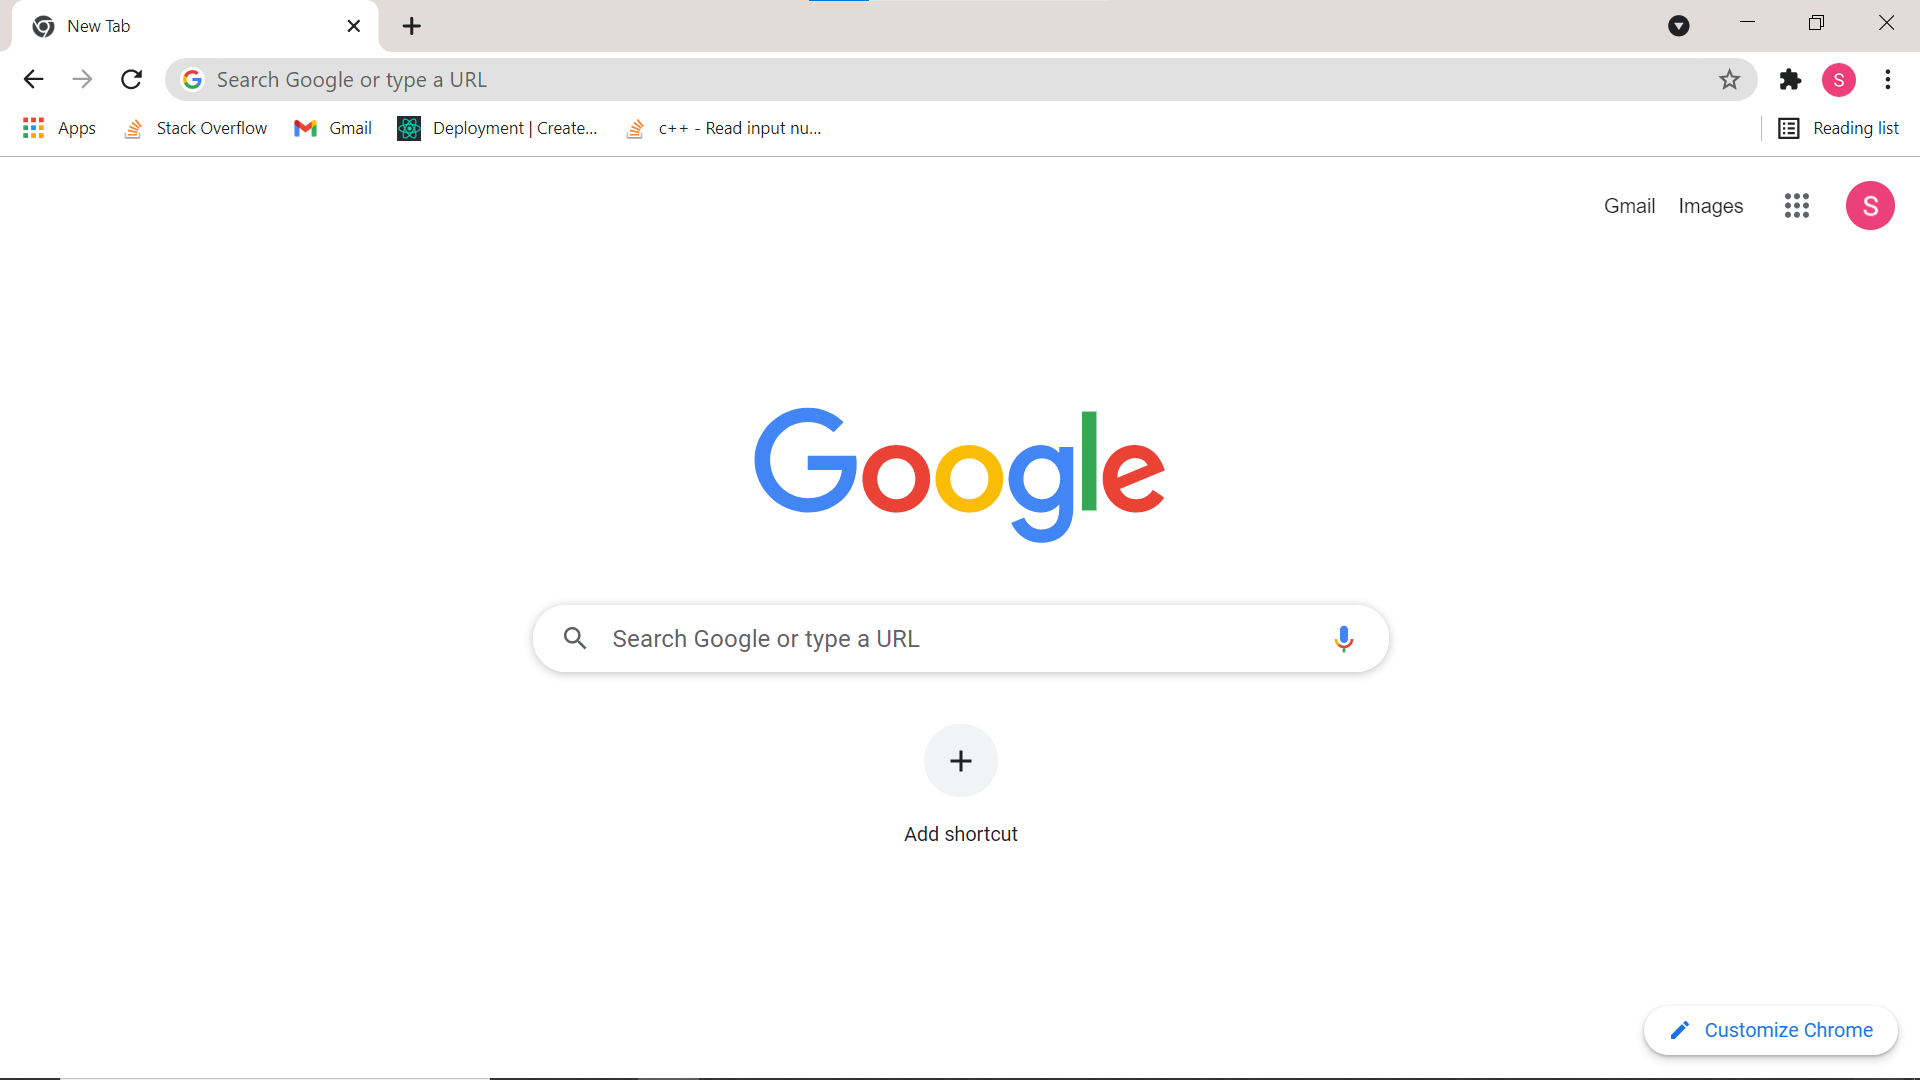 New Tab
Search Google or type a URL
S
Apps
Stack Overflow
Gmail
Deployment | Create...
c++ - Read input nu...
Reading list
Gmail
Images
S
Google
Search Google or type a URL
Add shortcut
Customize Chrome